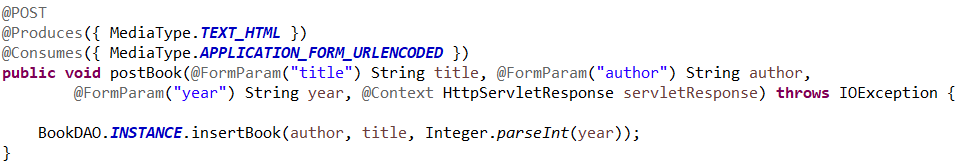 @POST
@Produces({ MediaType.TEXT_HTML })
@Consumes({ MediaType.APPLICATION_FORM_URLENCODED })
public void postBook(@FormParam("title") String title, @FormParam("author") String author,
        @FormParam("year") String year, @Context HttpServletResponse servletResponse) throws IOException {
    BookDAO.INSTANCE.insertBook(author, title, Integer.parseInt(year));
}